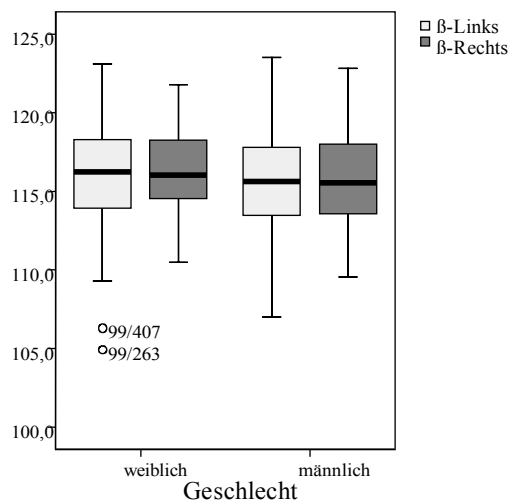 125,0
120,0
115,0
110,0
105,0
100,0
ß-Links
ß-Rechts
99/407
99/263
weiblich männlich
Geschlecht